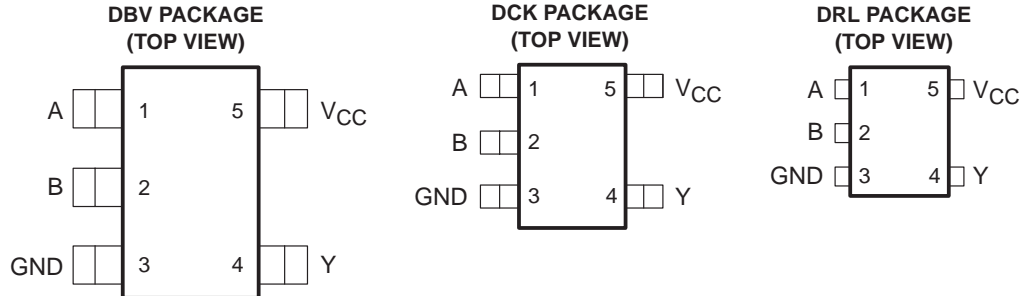 DBV PACKAGE
(TOP VIEW)
A 1 5 VCC
B 2
GND 3 4 Y
DCK PACKAGE
(TOP VIEW)
A 1 5 VCC
B 2
GND 3 4 Y
DRL PACKAGE
(TOP VIEW)
A 1 5 VCC
B 2
GND 3 4 Y